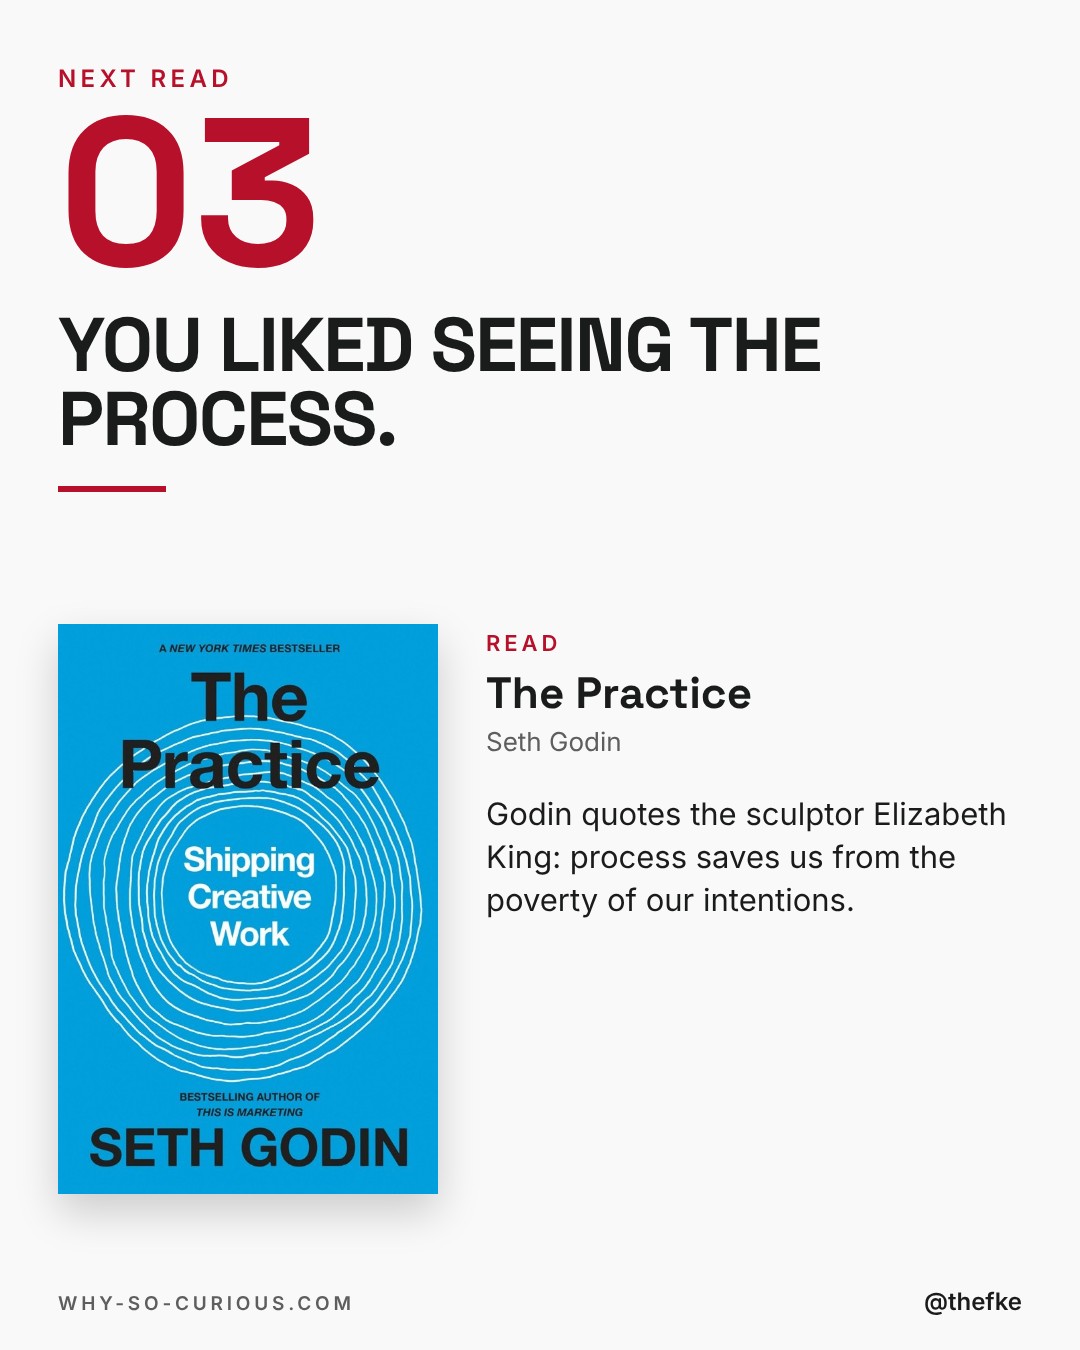 NEXT READ
03
YOU LIKED SEEING THE
PROCESS.
A NEW YORK TIMES BESTSELLER
The
Practice
Shipping
Creative
Work
BESTSELLING AUTHOR OF
THIS IS MARKETING
SETH GODIN
READ
The Practice
Seth Godin
Godin quotes the sculptor Elizabeth
King: process saves us from the
poverty of our intentions.
WHY-SO-CURIOUS.COM
@thefke